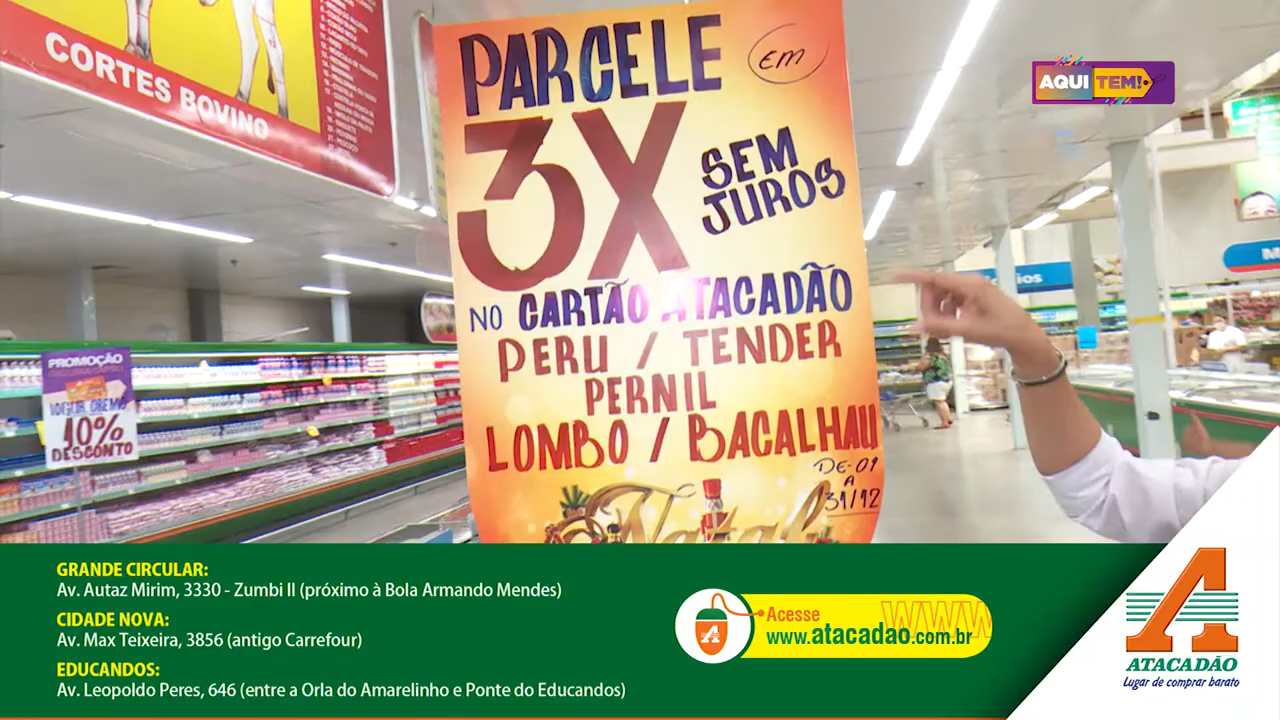 CORTES BOVINO
PARCELE em
3X SEM JUROS
NO CARTÃO ATACADÃO
PERU / TENDER
PERNIL
LOMBO / BACALHAU
DE 01
A
31/12
Natal
AQUI TEM!
PROMOÇÃO
10%
DESCONTO
GRANDE CIRCULAR:
Av. Autaz Mirim, 3330 - Zumbi II (próximo à Bola Armando Mendes)
CIDADE NOVA:
Av. Max Teixeira, 3856 (antigo Carrefour)
EDUCANDOS:
Av. Leopoldo Peres, 646 (entre a Orla do Amarelinho e Ponte do Educandos)
Acesse
WWW
www.atacadao.com.br
A
ATACADÃO
Lugar de comprar barato